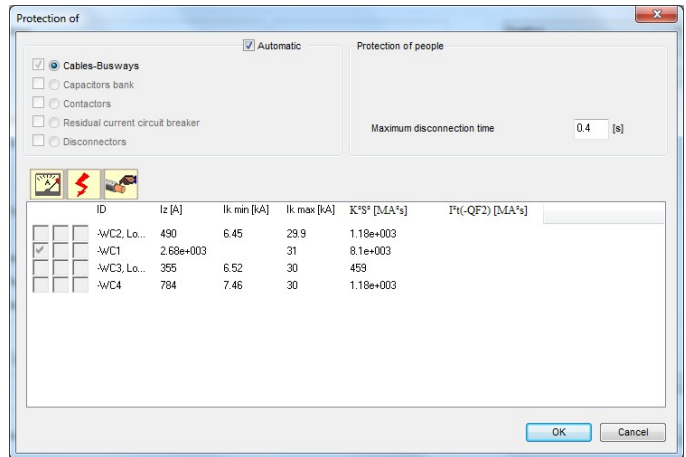 Protection of
Automatic
Cables-Busways
Capacitors bank
Contactors
Residual current circuit breaker
Disconnectors
Protection of people
Maximum disconnection time 0.4 [s]
ID Iz [A] Ik min [kA] Ik max [kA] K²S² [MA²s] I²t(-QF2) [MA²s]
-WC2, Lo... 490 6.45 29.9 1.18e+003
-WC1 2.68e+003 31 8.1e+003
-WC3, Lo... 355 6.52 30 459
-WC4 784 7.46 30 1.18e+003
OK Cancel